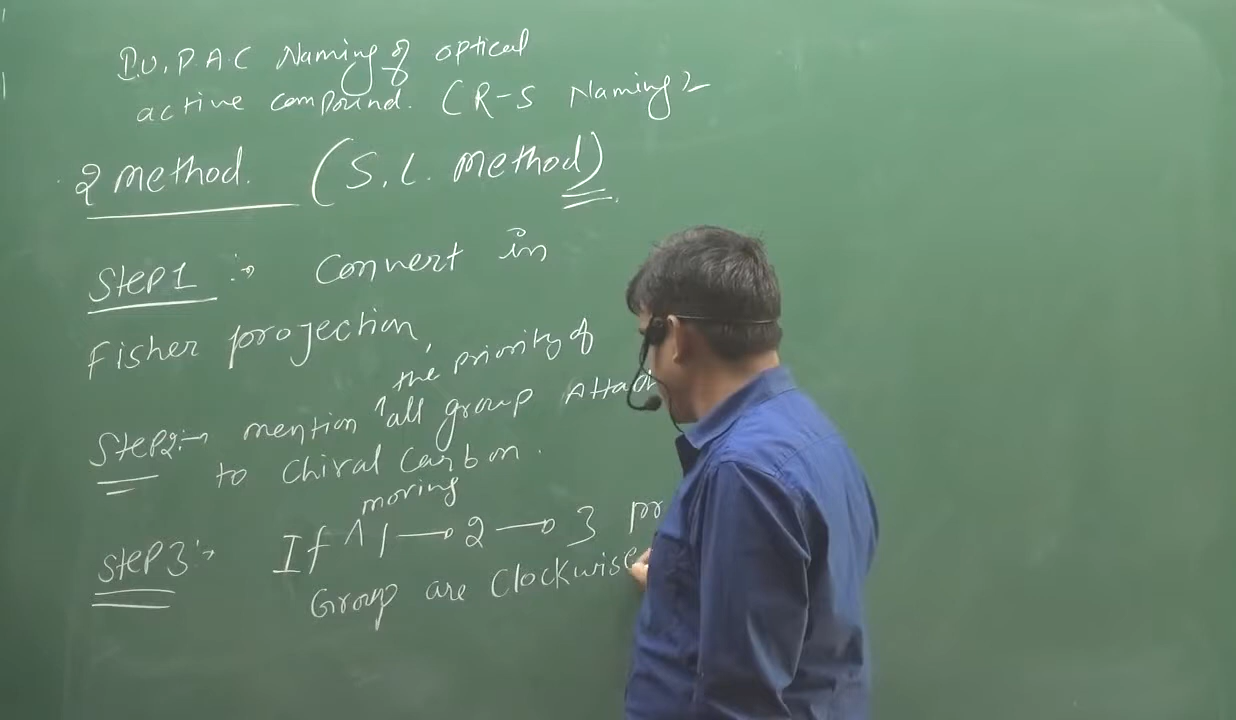 I.U.P.A.C Naming of optical
active compound. (R-S Naming)
2 method. (S.L. method)
Step1 :→ Convert in
Fisher projection,
Step2:→ mention ^ the priority of all group Attach
to Chiral Carbon.
Step3:→ If ^ moving 1 → 2 → 3 pr
Group are Clockwise